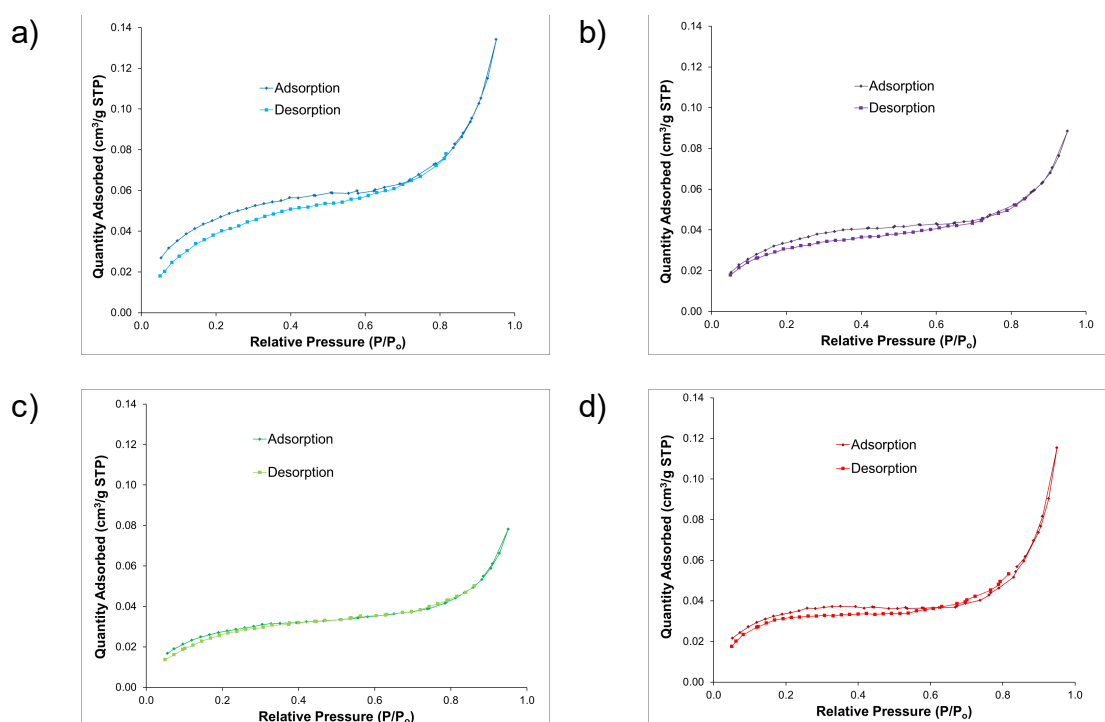 a)
Quantity Adsorbed (cm³/g STP)
0.14
0.12
0.10
0.08
0.06
0.04
0.02
0.00
Adsorption
Desorption
0.0 0.2 0.4 0.6 0.8 1.0
Relative Pressure (P/Pₒ)
b)
Quantity Adsorbed (cm³/g STP)
0.14
0.12
0.10
0.08
0.06
0.04
0.02
0.00
Adsorption
Desorption
0.0 0.2 0.4 0.6 0.8 1.0
Relative Pressure (P/Pₒ)
c)
Quantity Adsorbed (cm³/g STP)
0.14
0.12
0.10
0.08
0.06
0.04
0.02
0.00
Adsorption
Desorption
0.0 0.2 0.4 0.6 0.8 1.0
Relative Pressure (P/Pₒ)
d)
Quantity Adsorbed (cm³/g STP)
0.14
0.12
0.10
0.08
0.06
0.04
0.02
0.00
Adsorption
Desorption
0.0 0.2 0.4 0.6 0.8 1.0
Relative Pressure (P/Pₒ)